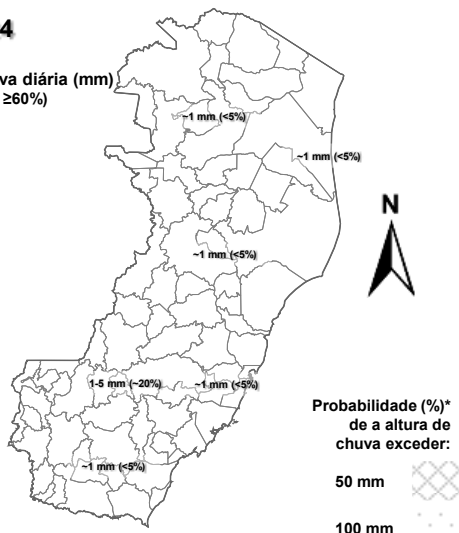 4
va diária (mm)
≥60%)
~1 mm (<5%)
~1 mm (<5%)
~1 mm (<5%)
1-5 mm (~20%)
~1 mm (<5%)
~1 mm (<5%)
N
Probabilidade (%)*
de a altura de
chuva exceder:
50 mm
100 mm